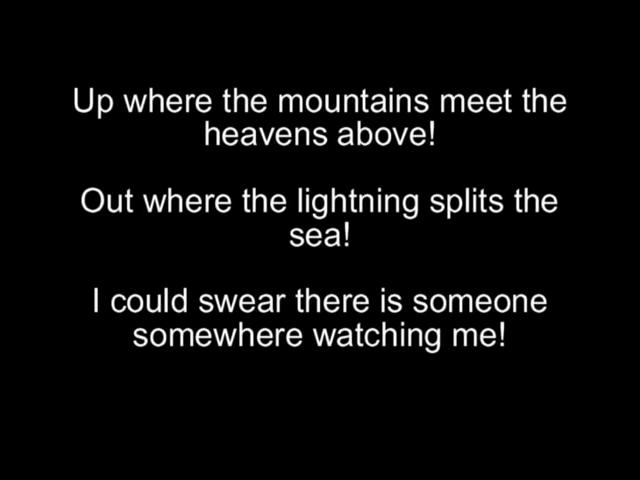 Up where the mountains meet the
heavens above!
Out where the lightning splits the
sea!
I could swear there is someone
somewhere watching me!